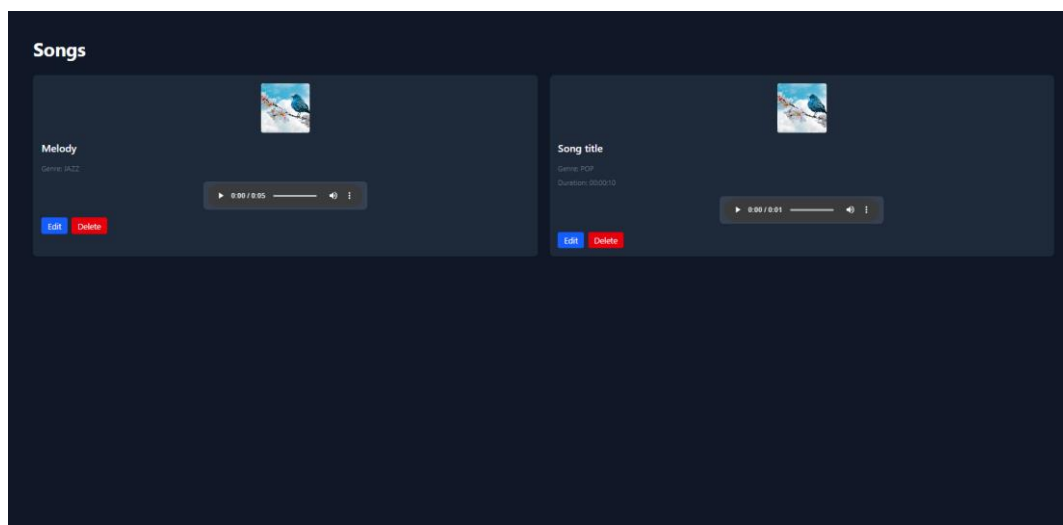 Songs
Melody
Genre: JAZZ
0:00 / 0:05
Edit Delete
Song title
Genre: POP
Duration: 00:00:10
0:00 / 0:01
Edit Delete